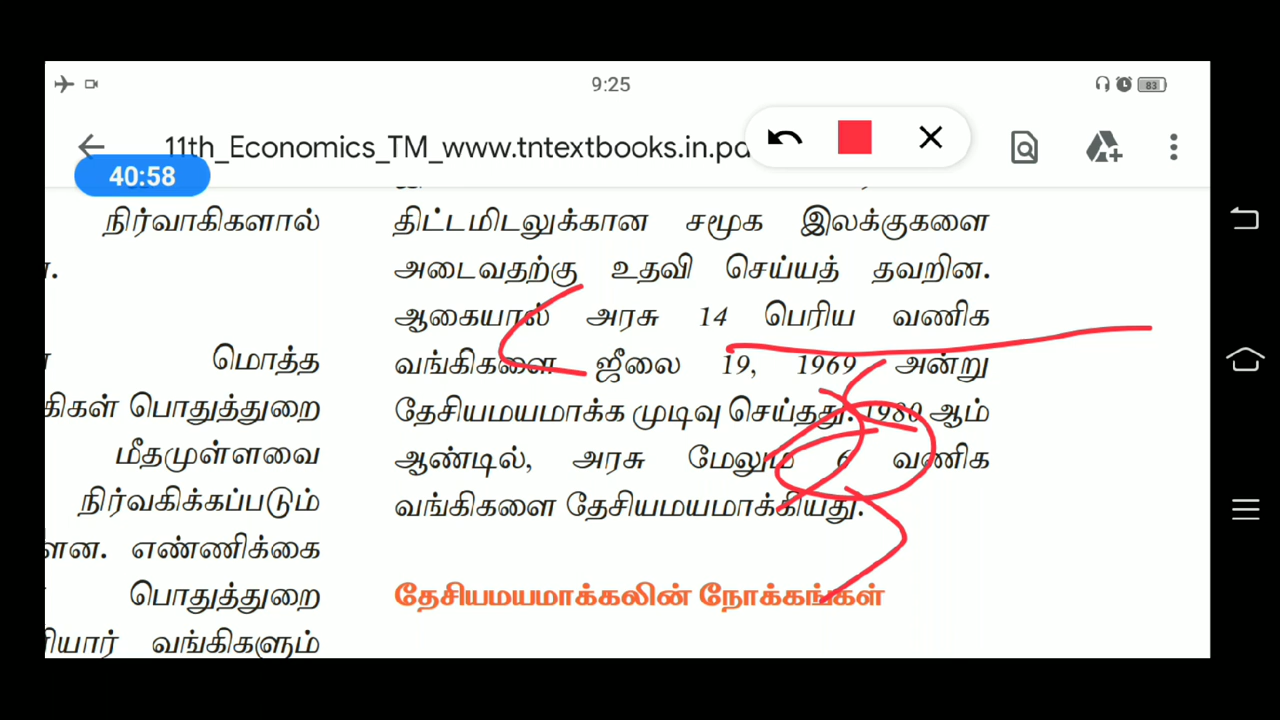 9:25
83
11th_Economics_TM_www.tntextbooks.in.pd
40:58
நிர்வாகிகளால்
மொத்த
கிகள் பொதுத்துறை
மீதமுள்ளவை
நிர்வகிக்கப்படும்
ளன. எண்ணிக்கை
பொதுத்துறை
ரியார் வங்கிகளும்
திட்டமிடலுக்கான சமூக இலக்குகளை
அடைவதற்கு உதவி செய்யத் தவறின.
ஆகையால் அரசு 14 பெரிய வணிக
வங்கிகளை ஜீலை 19, 1969 அன்று
தேசியமயமாக்க முடிவு செய்தது. 1980 ஆம்
ஆண்டில், அரசு மேலும் 6 வணிக
வங்கிகளை தேசியமயமாக்கியது.
தேசியமயமாக்கலின் நோக்கங்கள்